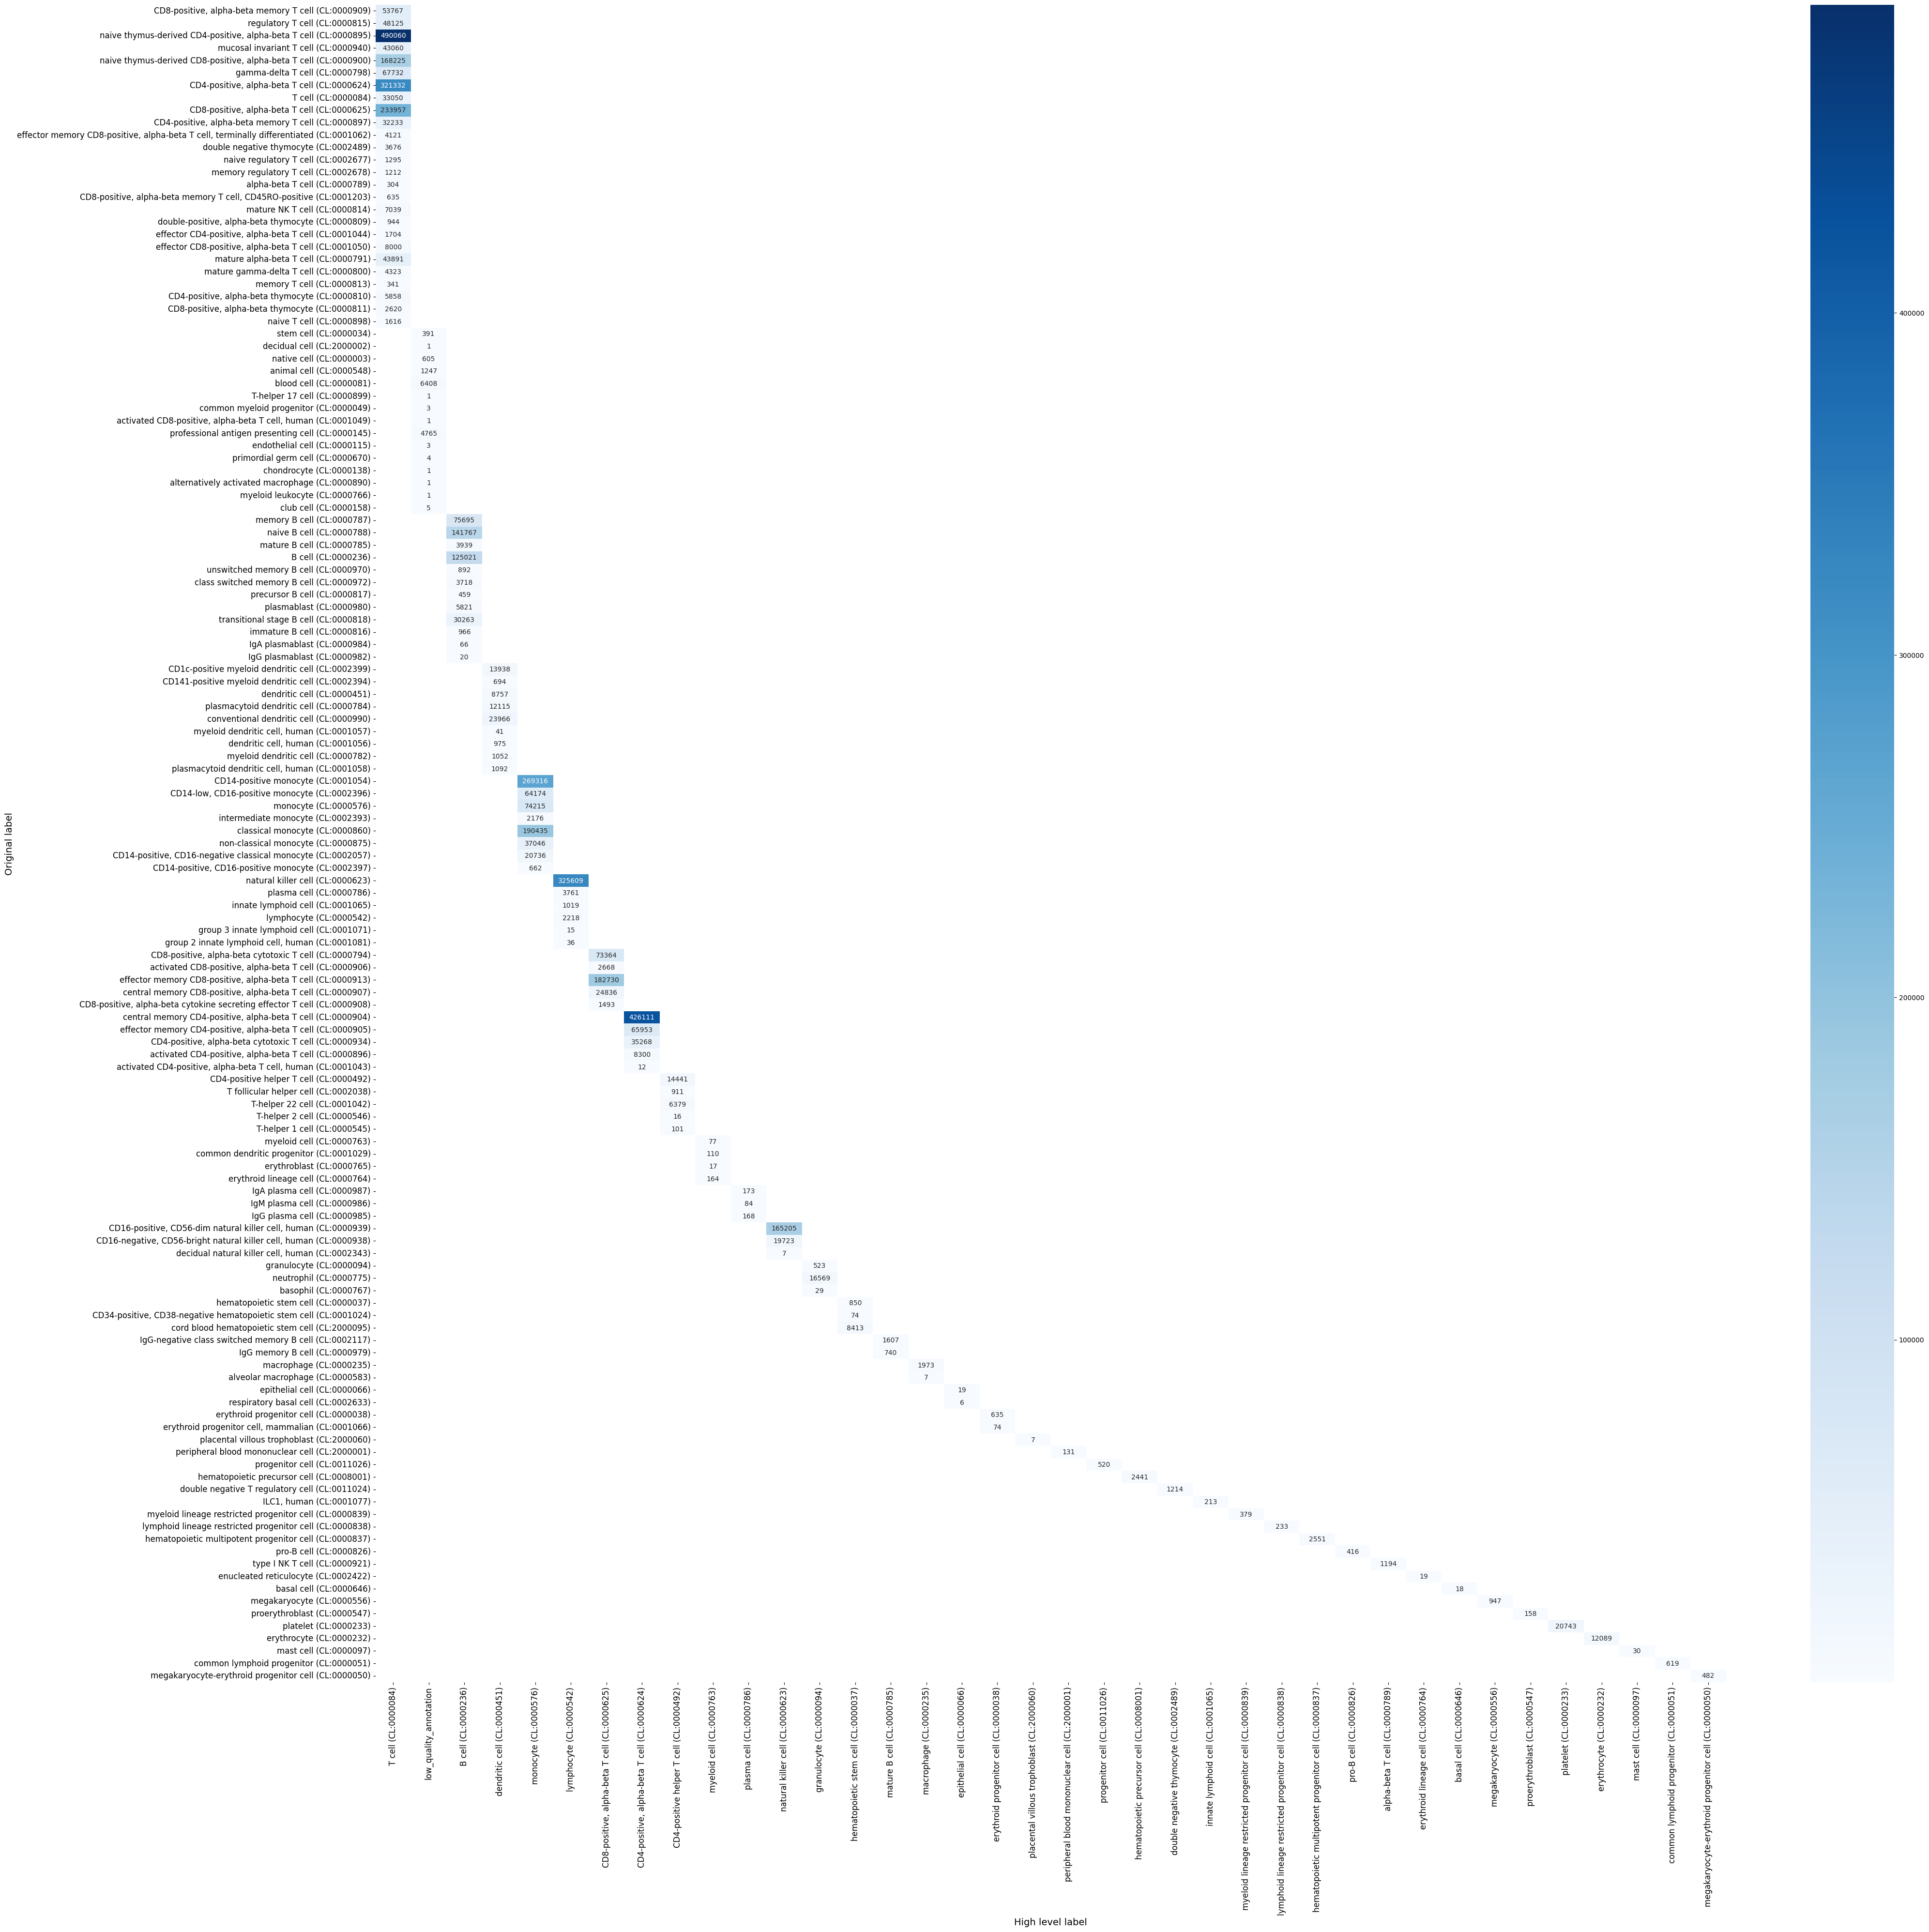 CD8-positive, alpha-beta memory T cell (CL:0000909) 53767
regulatory T cell (CL:0000815) 48125
naive thymus-derived CD4-positive, alpha-beta T cell (CL:0000895) 490060
mucosal invariant T cell (CL:0000940) 43060
naive thymus-derived CD8-positive, alpha-beta T cell (CL:0000900) 168225
gamma-delta T cell (CL:0000798) 67732
CD4-positive, alpha-beta T cell (CL:0000624) 321332
T cell (CL:0000084) 33050
CD8-positive, alpha-beta T cell (CL:0000625) 233957
CD4-positive, alpha-beta memory T cell (CL:0000897) 32233
effector memory CD8-positive, alpha-beta T cell, terminally differentiated (CL:0001062) 4121
double negative thymocyte (CL:0002489) 3676
naive regulatory T cell (CL:0002677) 1295
memory regulatory T cell (CL:0002678) 1212
alpha-beta T cell (CL:0000789) 304
CD8-positive, alpha-beta memory T cell, CD45RO-positive (CL:0001203) 635
mature NK T cell (CL:0000814) 7039
double-positive, alpha-beta thymocyte (CL:0000809) 944
effector CD4-positive, alpha-beta T cell (CL:0001044) 1704
effector CD8-positive, alpha-beta T cell (CL:0001050) 8000
mature alpha-beta T cell (CL:0000791) 43891
mature gamma-delta T cell (CL:0000800) 4323
memory T cell (CL:0000813) 341
CD4-positive, alpha-beta thymocyte (CL:0000810) 5858
CD8-positive, alpha-beta thymocyte (CL:0000811) 2620
naive T cell (CL:0000898) 1616
stem cell (CL:0000034) 391
decidual cell (CL:2000002) 1
native cell (CL:0000003) 605
animal cell (CL:0000548) 1247
blood cell (CL:0000081) 6408
T-helper 17 cell (CL:0000899) 1
common myeloid progenitor (CL:0000049) 3
activated CD8-positive, alpha-beta T cell, human (CL:0001049) 1
professional antigen presenting cell (CL:0000145) 4765
endothelial cell (CL:0000115) 3
primordial germ cell (CL:0000670) 4
chondrocyte (CL:0000138) 1
alternatively activated macrophage (CL:0000890) 1
myeloid leukocyte (CL:0000766) 1
club cell (CL:0000158) 5
memory B cell (CL:0000787) 75695
naive B cell (CL:0000788) 141767
mature B cell (CL:0000785) 3939
B cell (CL:0000236) 125021
unswitched memory B cell (CL:0000970) 892
class switched memory B cell (CL:0000972) 3718
precursor B cell (CL:0000817) 459
plasmablast (CL:0000980) 5821
transitional stage B cell (CL:0000818) 30263
immature B cell (CL:0000816) 966
IgA plasmablast (CL:0000984) 66
IgG plasmablast (CL:0000982) 20
CD1c-positive myeloid dendritic cell (CL:0002399) 13938
CD141-positive myeloid dendritic cell (CL:0002394) 694
dendritic cell (CL:0000451) 8757
plasmacytoid dendritic cell (CL:0000784) 12115
conventional dendritic cell (CL:0000990) 23966
myeloid dendritic cell, human (CL:0001057) 41
dendritic cell, human (CL:0001056) 975
myeloid dendritic cell (CL:0000782) 1052
plasmacytoid dendritic cell, human (CL:0001058) 1092
CD14-positive monocyte (CL:0001054) 269316
CD14-low, CD16-positive monocyte (CL:0002396) 64174
monocyte (CL:0000576) 74215
intermediate monocyte (CL:0002393) 2176
classical monocyte (CL:0000860) 190435
non-classical monocyte (CL:0000875) 37046
CD14-positive, CD16-negative classical monocyte (CL:0002057) 20736
CD14-positive, CD16-positive monocyte (CL:0002397) 662
natural killer cell (CL:0000623) 325609
plasma cell (CL:0000786) 3761
innate lymphoid cell (CL:0001065) 1019
lymphocyte (CL:0000542) 2218
group 3 innate lymphoid cell (CL:0001071) 15
group 2 innate lymphoid cell, human (CL:0001081) 36
CD8-positive, alpha-beta cytotoxic T cell (CL:0000794) 73364
activated CD8-positive, alpha-beta T cell (CL:0000906) 2668
effector memory CD8-positive, alpha-beta T cell (CL:0000913) 182730
central memory CD8-positive, alpha-beta T cell (CL:0000907) 24836
CD8-positive, alpha-beta cytokine secreting effector T cell (CL:0000908) 1493
central memory CD4-positive, alpha-beta T cell (CL:0000904) 426111
effector memory CD4-positive, alpha-beta T cell (CL:0000905) 65953
CD4-positive, alpha-beta cytotoxic T cell (CL:0000934) 35268
activated CD4-positive, alpha-beta T cell (CL:0000896) 8300
activated CD4-positive, alpha-beta T cell, human (CL:0001043) 12
CD4-positive helper T cell (CL:0000492) 14441
T follicular helper cell (CL:0002038) 911
T-helper 22 cell (CL:0001042) 6379
T-helper 2 cell (CL:0000546) 16
T-helper 1 cell (CL:0000545) 101
myeloid cell (CL:0000763) 77
common dendritic progenitor (CL:0001029) 110
erythroblast (CL:0000765) 17
erythroid lineage cell (CL:0000764) 164
IgA plasma cell (CL:0000987) 173
IgM plasma cell (CL:0000986) 84
IgG plasma cell (CL:0000985) 168
CD16-positive, CD56-dim natural killer cell, human (CL:0000939) 165205
CD16-negative, CD56-bright natural killer cell, human (CL:0000938) 19723
decidual natural killer cell, human (CL:0002343) 7
granulocyte (CL:0000094) 523
neutrophil (CL:0000775) 16569
basophil (CL:0000767) 29
hematopoietic stem cell (CL:0000037) 850
CD34-positive, CD38-negative hematopoietic stem cell (CL:0001024) 74
cord blood hematopoietic stem cell (CL:2000095) 8413
IgG-negative class switched memory B cell (CL:0002117) 1607
IgG memory B cell (CL:0000979) 740
macrophage (CL:0000235) 1973
alveolar macrophage (CL:0000583) 7
epithelial cell (CL:0000066) 19
respiratory basal cell (CL:0002633) 6
erythroid progenitor cell (CL:0000038) 635
erythroid progenitor cell, mammalian (CL:0001066) 74
placental villous trophoblast (CL:2000060) 7
peripheral blood mononuclear cell (CL:2000001) 131
progenitor cell (CL:0011026) 520
hematopoietic precursor cell (CL:0008001) 2441
double negative T regulatory cell (CL:0011024) 1214
ILC1, human (CL:0001077) 213
myeloid lineage restricted progenitor cell (CL:0000839) 379
lymphoid lineage restricted progenitor cell (CL:0000838) 233
hematopoietic multipotent progenitor cell (CL:0000837) 2551
pro-B cell (CL:0000826) 416
type I NK T cell (CL:0000921) 1194
enucleated reticulocyte (CL:0002422) 19
basal cell (CL:0000646) 18
megakaryocyte (CL:0000556) 947
proerythroblast (CL:0000547) 158
platelet (CL:0000233) 20743
erythrocyte (CL:0000232) 12089
mast cell (CL:0000097) 30
common lymphoid progenitor (CL:0000051) 619
megakaryocyte-erythroid progenitor cell (CL:0000050) 482
Original label
T cell (CL:0000084)
low_quality_annotation
B cell (CL:0000236)
dendritic cell (CL:0000451)
monocyte (CL:0000576)
lymphocyte (CL:0000542)
CD8-positive, alpha-beta T cell (CL:0000625)
CD4-positive, alpha-beta T cell (CL:0000624)
CD4-positive helper T cell (CL:0000492)
myeloid cell (CL:0000763)
plasma cell (CL:0000786)
natural killer cell (CL:0000623)
granulocyte (CL:0000094)
hematopoietic stem cell (CL:0000037)
mature B cell (CL:0000785)
macrophage (CL:0000235)
epithelial cell (CL:0000066)
erythroid progenitor cell (CL:0000038)
placental villous trophoblast (CL:2000060)
peripheral blood mononuclear cell (CL:2000001)
progenitor cell (CL:0011026)
hematopoietic precursor cell (CL:0008001)
double negative thymocyte (CL:0002489)
innate lymphoid cell (CL:0001065)
myeloid lineage restricted progenitor cell (CL:0000839)
lymphoid lineage restricted progenitor cell (CL:0000838)
hematopoietic multipotent progenitor cell (CL:0000837)
pro-B cell (CL:0000826)
alpha-beta T cell (CL:0000789)
erythroid lineage cell (CL:0000764)
basal cell (CL:0000646)
megakaryocyte (CL:0000556)
proerythroblast (CL:0000547)
platelet (CL:0000233)
erythrocyte (CL:0000232)
mast cell (CL:0000097)
common lymphoid progenitor (CL:0000051)
megakaryocyte-erythroid progenitor cell (CL:0000050)
High level label
400000
300000
200000
100000